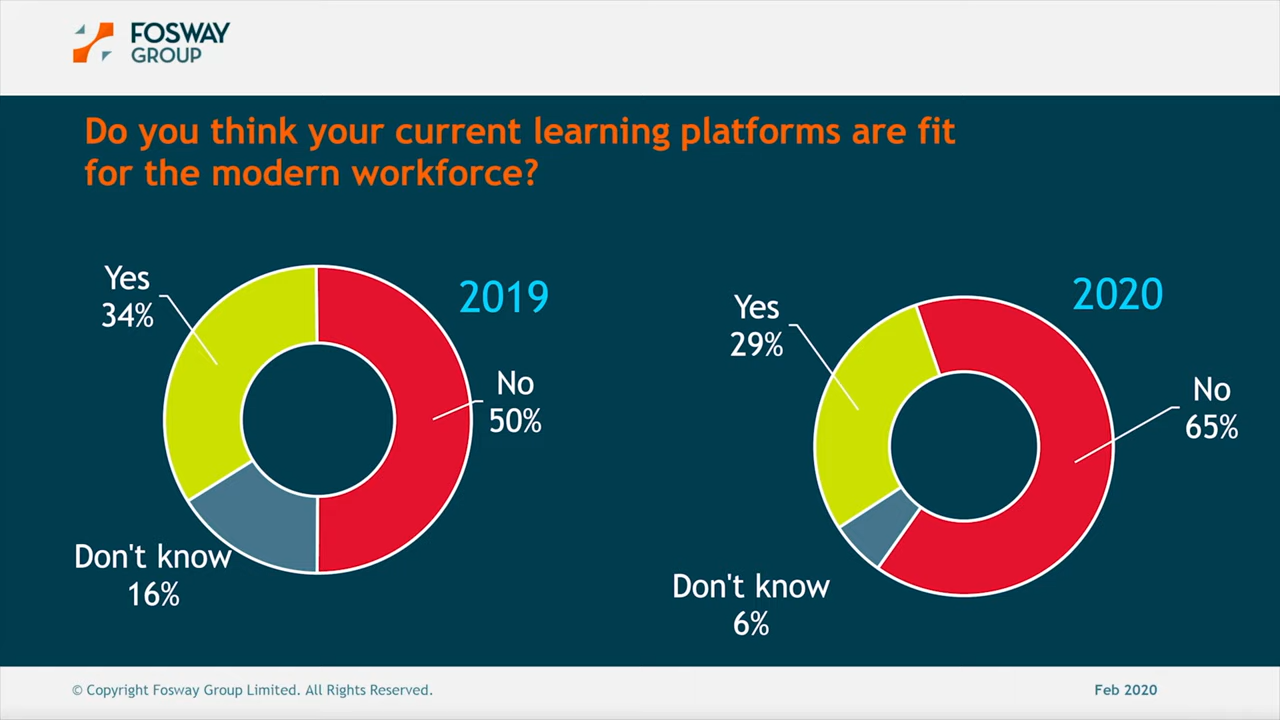 FOSWAY
GROUP
Do you think your current learning platforms are fit
for the modern workforce?
2019
Yes
34%
No
50%
Don't know
16%
2020
Yes
29%
No
65%
Don't know
6%
© Copyright Fosway Group Limited. All Rights Reserved.
Feb 2020